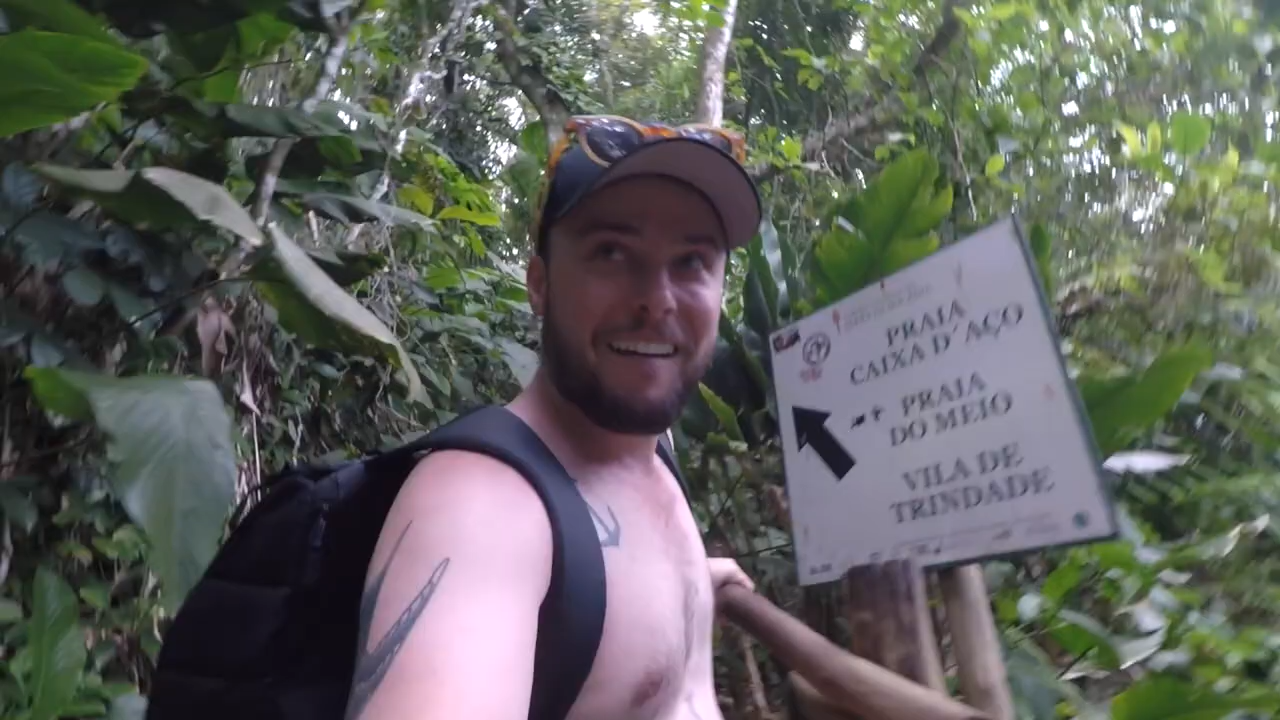 PRAIA
CAIXA D´AÇO
PRAIA
DO MEIO
VILA DE
TRINDADE